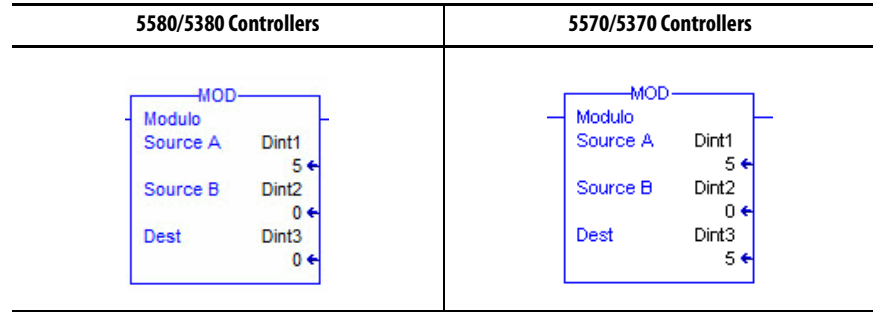 5580/5380 Controllers
5570/5370 Controllers
MOD
Modulo
Source A Dint1
5
Source B Dint2
0
Dest Dint3
0
MOD
Modulo
Source A Dint1
5
Source B Dint2
0
Dest Dint3
5